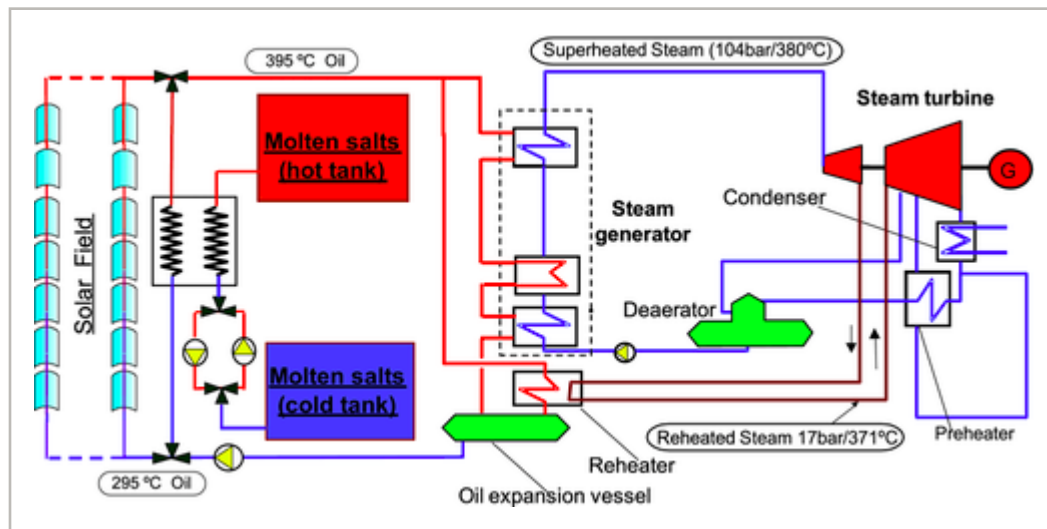 395 ºC Oil
Superheated Steam (104bar/380ºC)
Steam turbine
Molten salts
(hot tank)
G
Condenser
Steam
generator
Solar Field
Deaerator
Molten salts
(cold tank)
Reheated Steam 17bar/371ºC
Preheater
Reheater
295 ºC Oil
Oil expansion vessel